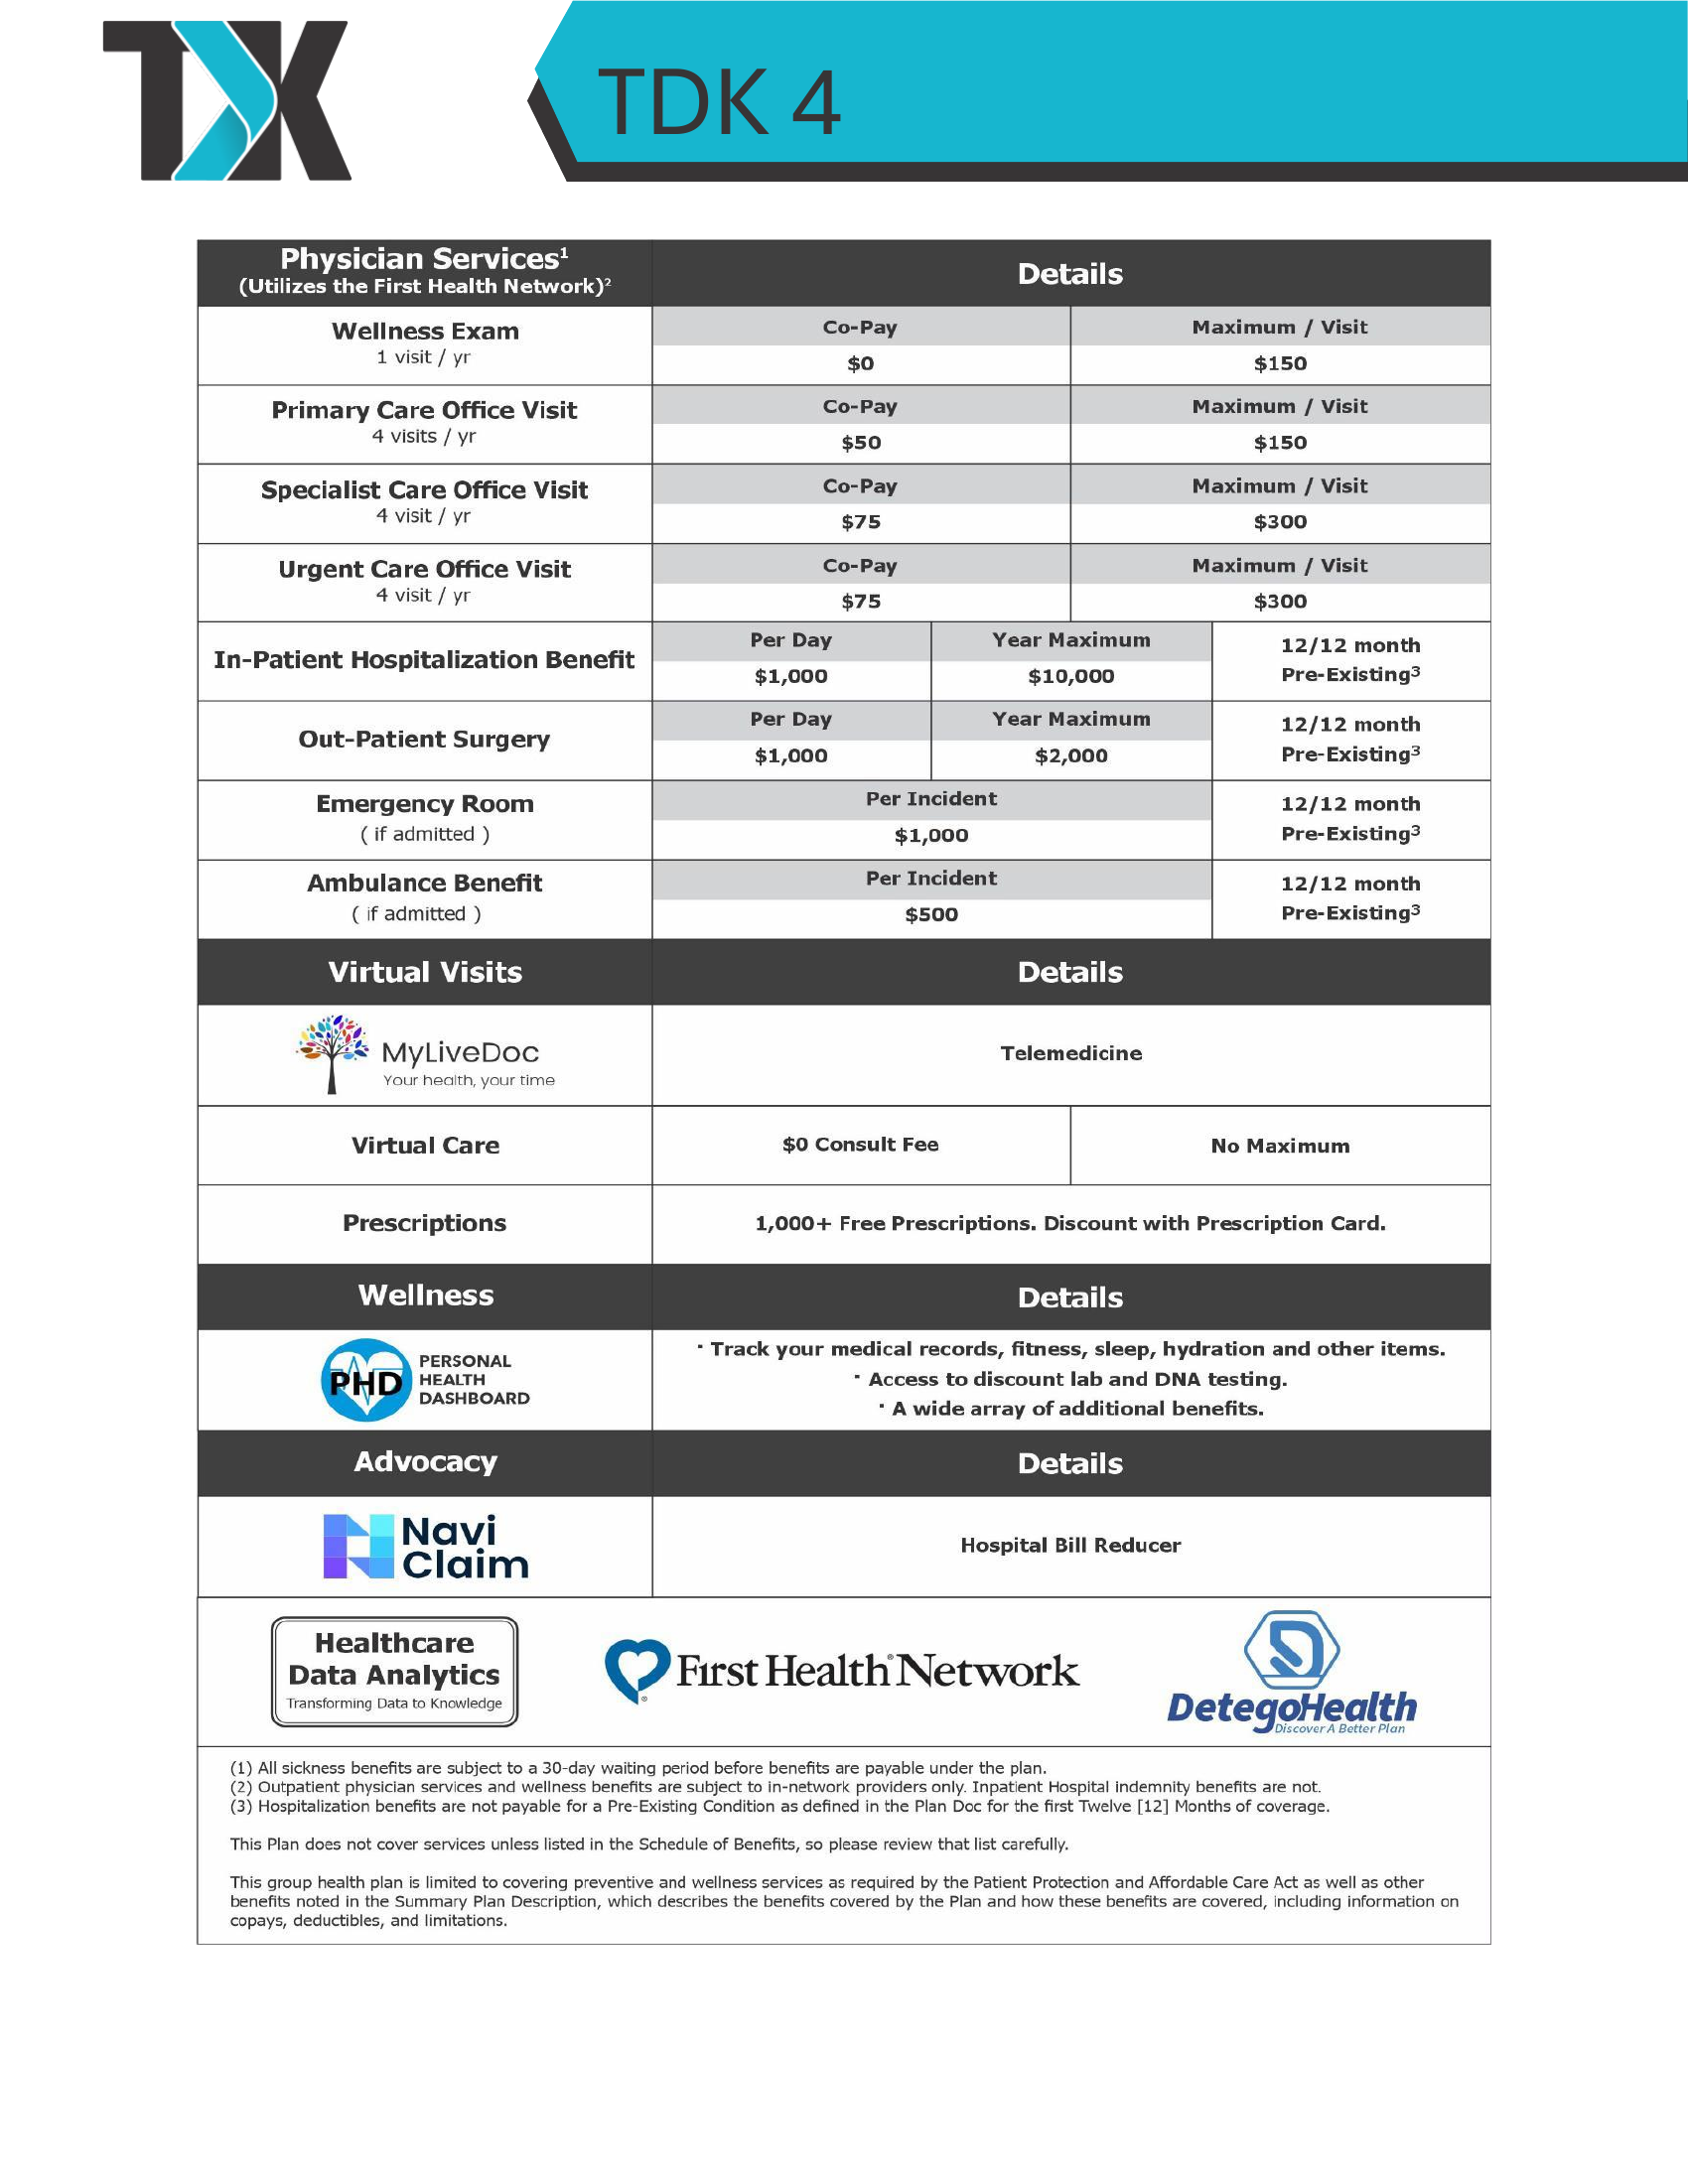 TDK
TDK 4
Physician Services¹
(Utilizes the First Health Network)²
Details
Wellness Exam
1 visit / yr
Co-Pay
Maximum / Visit
$0
$150
Primary Care Office Visit
4 visits / yr
Co-Pay
Maximum / Visit
$50
$150
Specialist Care Office Visit
4 visit / yr
Co-Pay
Maximum / Visit
$75
$300
Urgent Care Office Visit
4 visit / yr
Co-Pay
Maximum / Visit
$75
$300
In-Patient Hospitalization Benefit
Per Day
Year Maximum
$1,000
$10,000
12/12 month
Pre-Existing³
Out-Patient Surgery
Per Day
Year Maximum
$1,000
$2,000
12/12 month
Pre-Existing³
Emergency Room
( if admitted )
Per Incident
$1,000
12/12 month
Pre-Existing³
Ambulance Benefit
( if admitted )
Per Incident
$500
12/12 month
Pre-Existing³
Virtual Visits
Details
MyLiveDoc
Your health, your time
Telemedicine
Virtual Care
$0 Consult Fee
No Maximum
Prescriptions
1,000+ Free Prescriptions. Discount with Prescription Card.
Wellness
Details
PHD
PERSONAL
HEALTH
DASHBOARD
· Track your medical records, fitness, sleep, hydration and other items.
· Access to discount lab and DNA testing.
· A wide array of additional benefits.
Advocacy
Details
Navi
Claim
Hospital Bill Reducer
Healthcare
Data Analytics
Transforming Data to Knowledge
First Health® Network
®
DetegoHealth
Discover A Better Plan
(1) All sickness benefits are subject to a 30-day waiting period before benefits are payable under the plan.
(2) Outpatient physician services and wellness benefits are subject to in-network providers only. Inpatient Hospital indemnity benefits are not.
(3) Hospitalization benefits are not payable for a Pre-Existing Condition as defined in the Plan Doc for the first Twelve [12] Months of coverage.
This Plan does not cover services unless listed in the Schedule of Benefits, so please review that list carefully.
This group health plan is limited to covering preventive and wellness services as required by the Patient Protection and Affordable Care Act as well as other
benefits noted in the Summary Plan Description, which describes the benefits covered by the Plan and how these benefits are covered, including information on
copays, deductibles, and limitations.